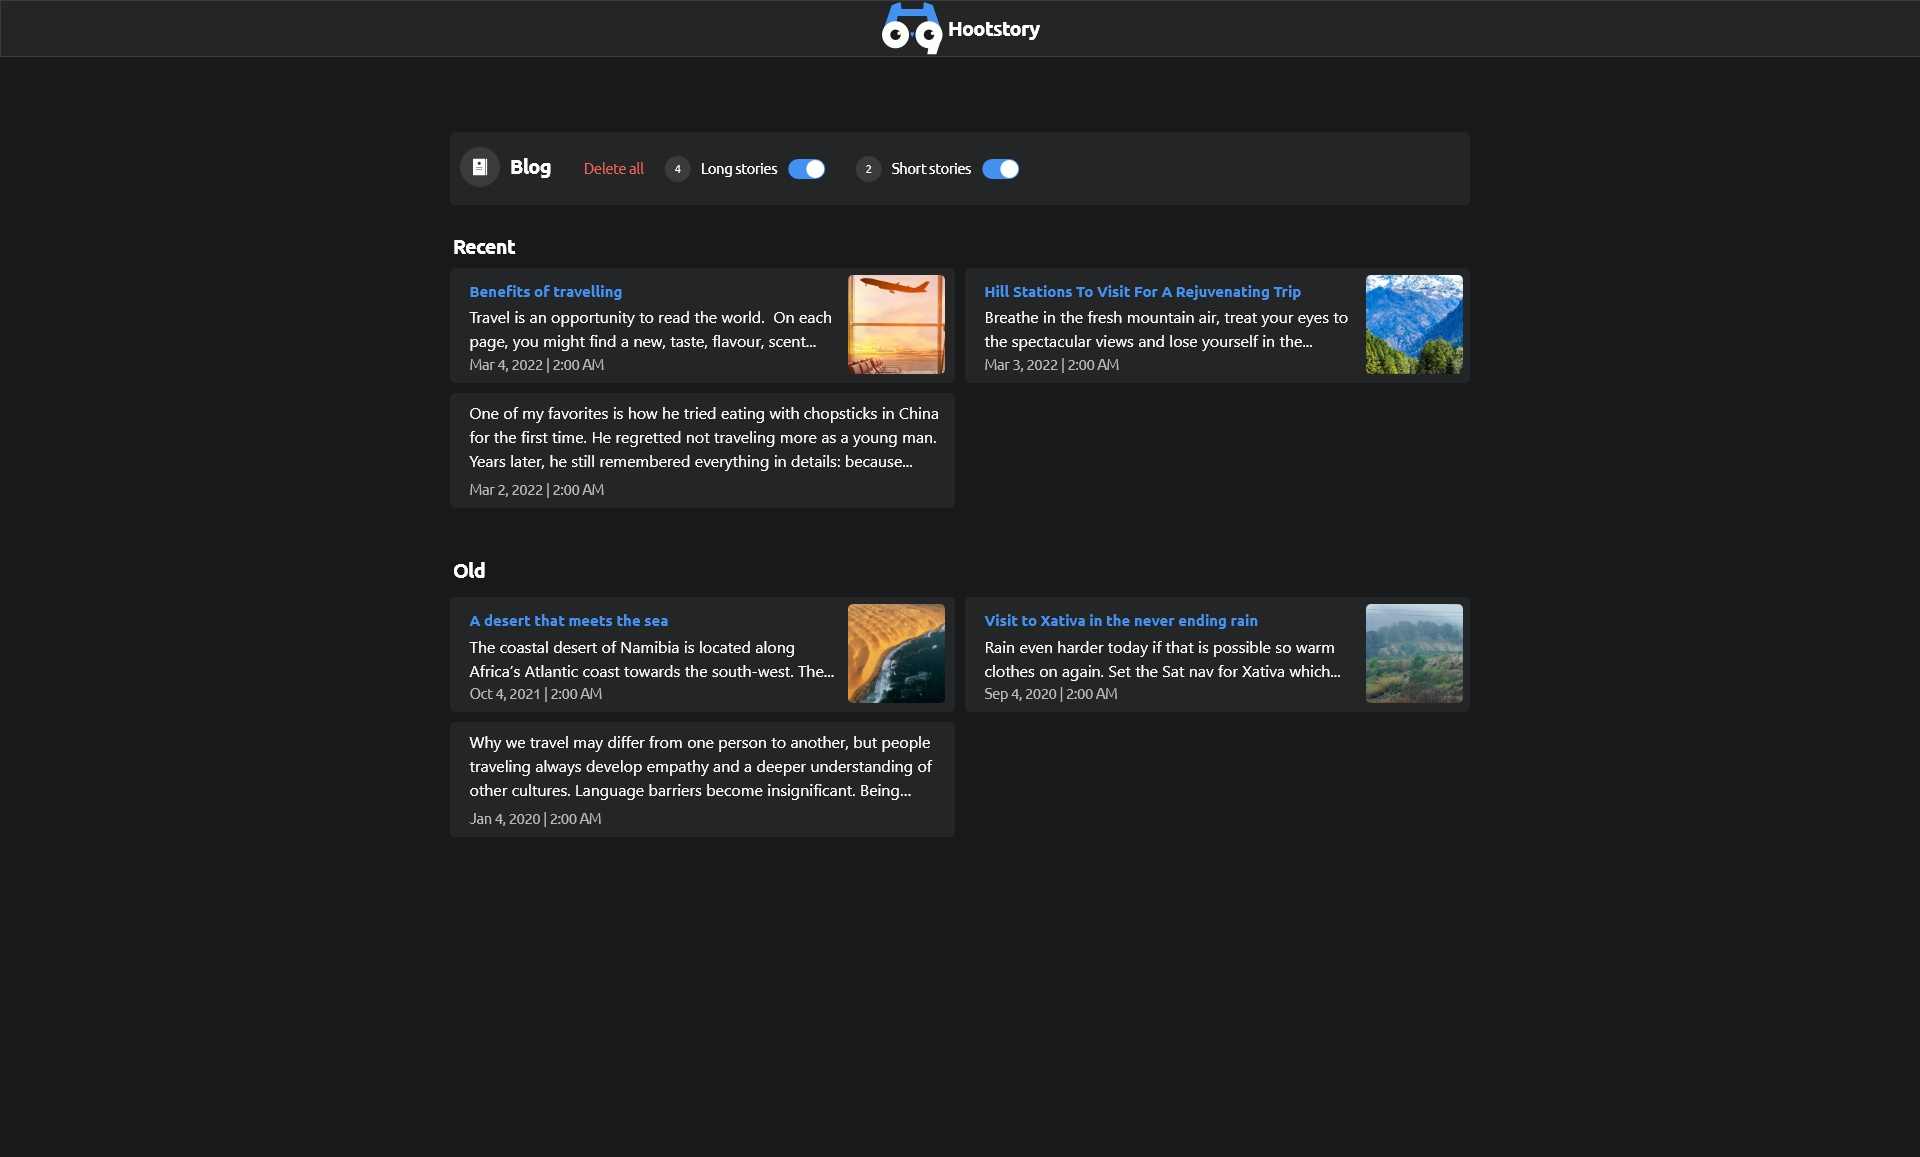 Hootstory
Blog
Delete all
4
Long stories
2
Short stories
Recent
Benefits of travelling
Travel is an opportunity to read the world.  On each
page, you might find a new, taste, flavour, scent...
Mar 4, 2022 | 2:00 AM
Hill Stations To Visit For A Rejuvenating Trip
Breathe in the fresh mountain air, treat your eyes to
the spectacular views and lose yourself in the...
Mar 3, 2022 | 2:00 AM
One of my favorites is how he tried eating with chopsticks in China
for the first time. He regretted not traveling more as a young man.
Years later, he still remembered everything in details: because...
Mar 2, 2022 | 2:00 AM
Old
A desert that meets the sea
The coastal desert of Namibia is located along
Africa’s Atlantic coast towards the south-west. The...
Oct 4, 2021 | 2:00 AM
Visit to Xativa in the never ending rain
Rain even harder today if that is possible so warm
clothes on again. Set the Sat nav for Xativa which...
Sep 4, 2020 | 2:00 AM
Why we travel may differ from one person to another, but people
traveling always develop empathy and a deeper understanding of
other cultures. Language barriers become insignificant. Being...
Jan 4, 2020 | 2:00 AM